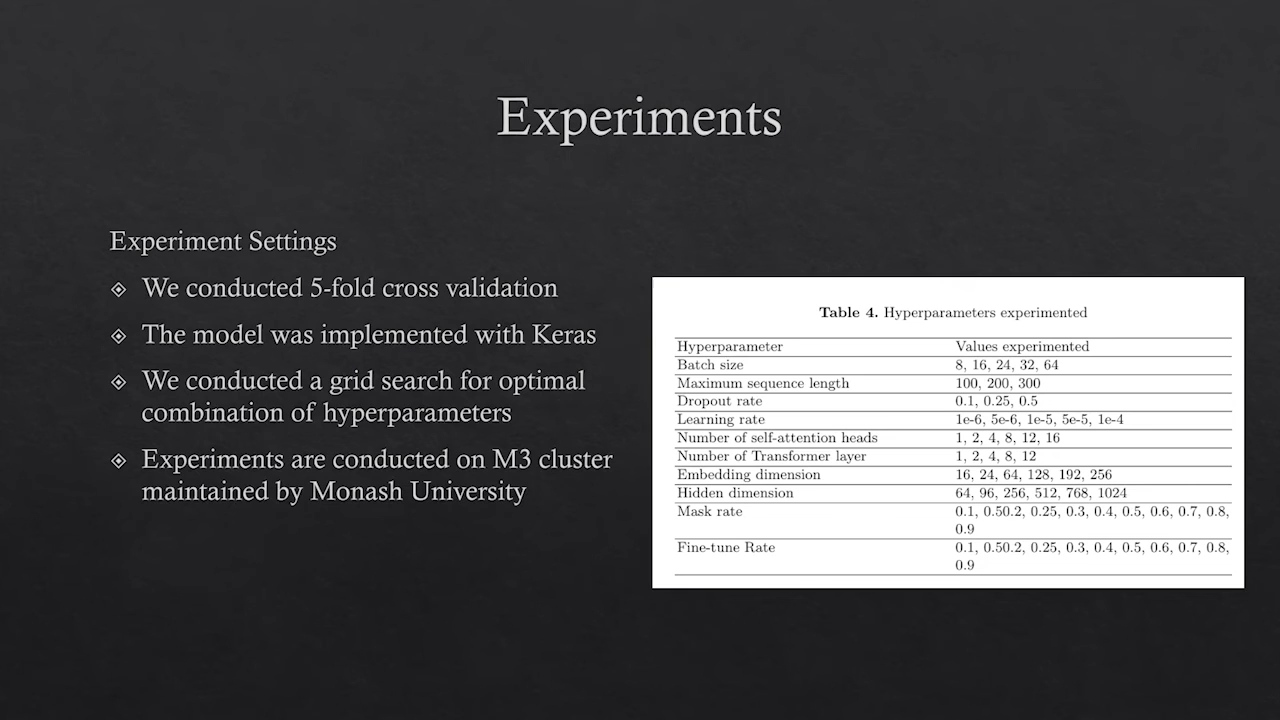 Experiments
Experiment Settings
We conducted 5-fold cross validation
The model was implemented with Keras
We conducted a grid search for optimal
combination of hyperparameters
Experiments are conducted on M3 cluster
maintained by Monash University
Table 4. Hyperparameters experimented
Hyperparameter Values experimented
Batch size 8, 16, 24, 32, 64
Maximum sequence length 100, 200, 300
Dropout rate 0.1, 0.25, 0.5
Learning rate 1e-6, 5e-6, 1e-5, 5e-5, 1e-4
Number of self-attention heads 1, 2, 4, 8, 12, 16
Number of Transformer layer 1, 2, 4, 8, 12
Embedding dimension 16, 24, 64, 128, 192, 256
Hidden dimension 64, 96, 256, 512, 768, 1024
Mask rate 0.1, 0.50.2, 0.25, 0.3, 0.4, 0.5, 0.6, 0.7, 0.8,
0.9
Fine-tune Rate 0.1, 0.50.2, 0.25, 0.3, 0.4, 0.5, 0.6, 0.7, 0.8,
0.9